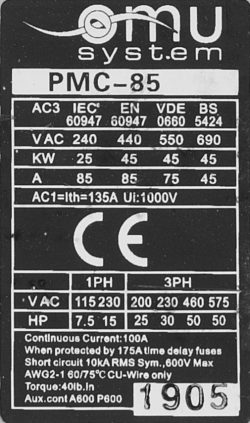 emu
system
PMC-85
AC3 IEC 60947 EN 60947 VDE 0660 BS 5424
VAC 240 440 550 690
KW 25 45 45 45
A 85 85 75 45
AC1=Ith=135A Ui:1000V
CE
1PH 3PH
VAC 115 230 200 230 460 575
HP 7.5 15 25 30 50 50
Continuous Current:100A
When protected by 175A time delay fuses
Short circuit 10kA RMS Sym.,600V Max
AWG2-1 60/75℃ CU-Wire only
Torque:40lb.In
Aux.cont A600 P600
1905